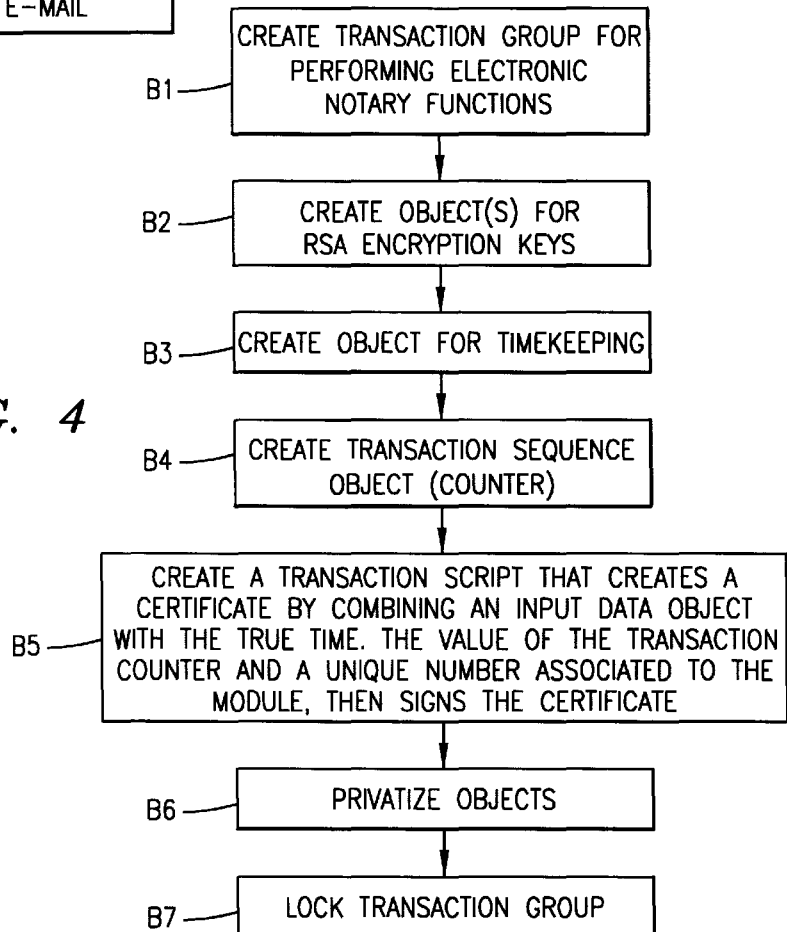 E-MAIL
CREATE TRANSACTION GROUP FOR
PERFORMING ELECTRONIC
NOTARY FUNCTIONS
B1
CREATE OBJECT(S) FOR
RSA ENCRYPTION KEYS
B2
CREATE OBJECT FOR TIMEKEEPING
B3
G. 4
CREATE TRANSACTION SEQUENCE
OBJECT (COUNTER)
B4
CREATE A TRANSACTION SCRIPT THAT CREATES A
CERTIFICATE BY COMBINING AN INPUT DATA OBJECT
WITH THE TRUE TIME. THE VALUE OF THE TRANSACTION
COUNTER AND A UNIQUE NUMBER ASSOCIATED TO THE
MODULE, THEN SIGNS THE CERTIFICATE
B5
PRIVATIZE OBJECTS
B6
LOCK TRANSACTION GROUP
B7